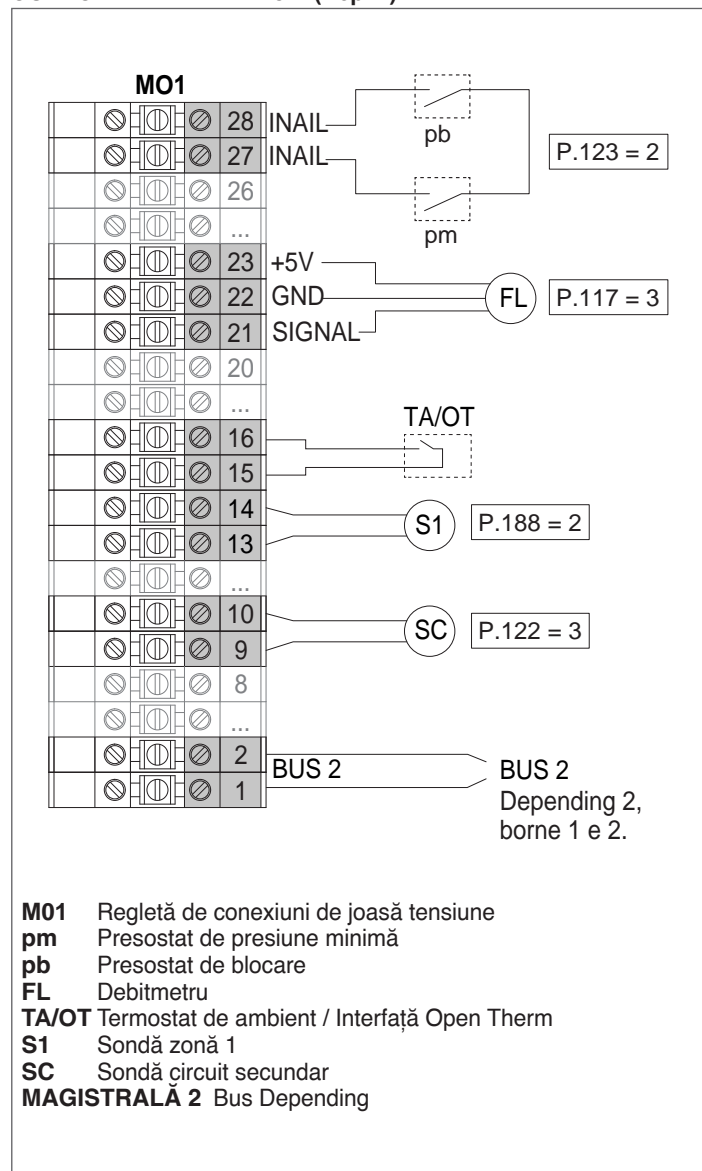 MO1
28 INAIL
27 INAIL
26
...
23 +5V
22 GND
21 SIGNAL
20
...
16
15
14
13
...
10
9
8
...
2
1
BUS 2
pb
pm
P.123 = 2
FL
P.117 = 3
TA/OT
S1
P.188 = 2
SC
P.122 = 3
BUS 2
Depending 2,
borne 1 e 2.
M01 Regletă de conexiuni de joasă tensiune
pm Presostat de presiune minimă
pb Presostat de blocare
FL Debitmetru
TA/OT Termostat de ambient / Interfață Open Therm
S1 Sondă zonă 1
SC Sondă circuit secundar
MAGISTRALĂ 2 Bus Depending